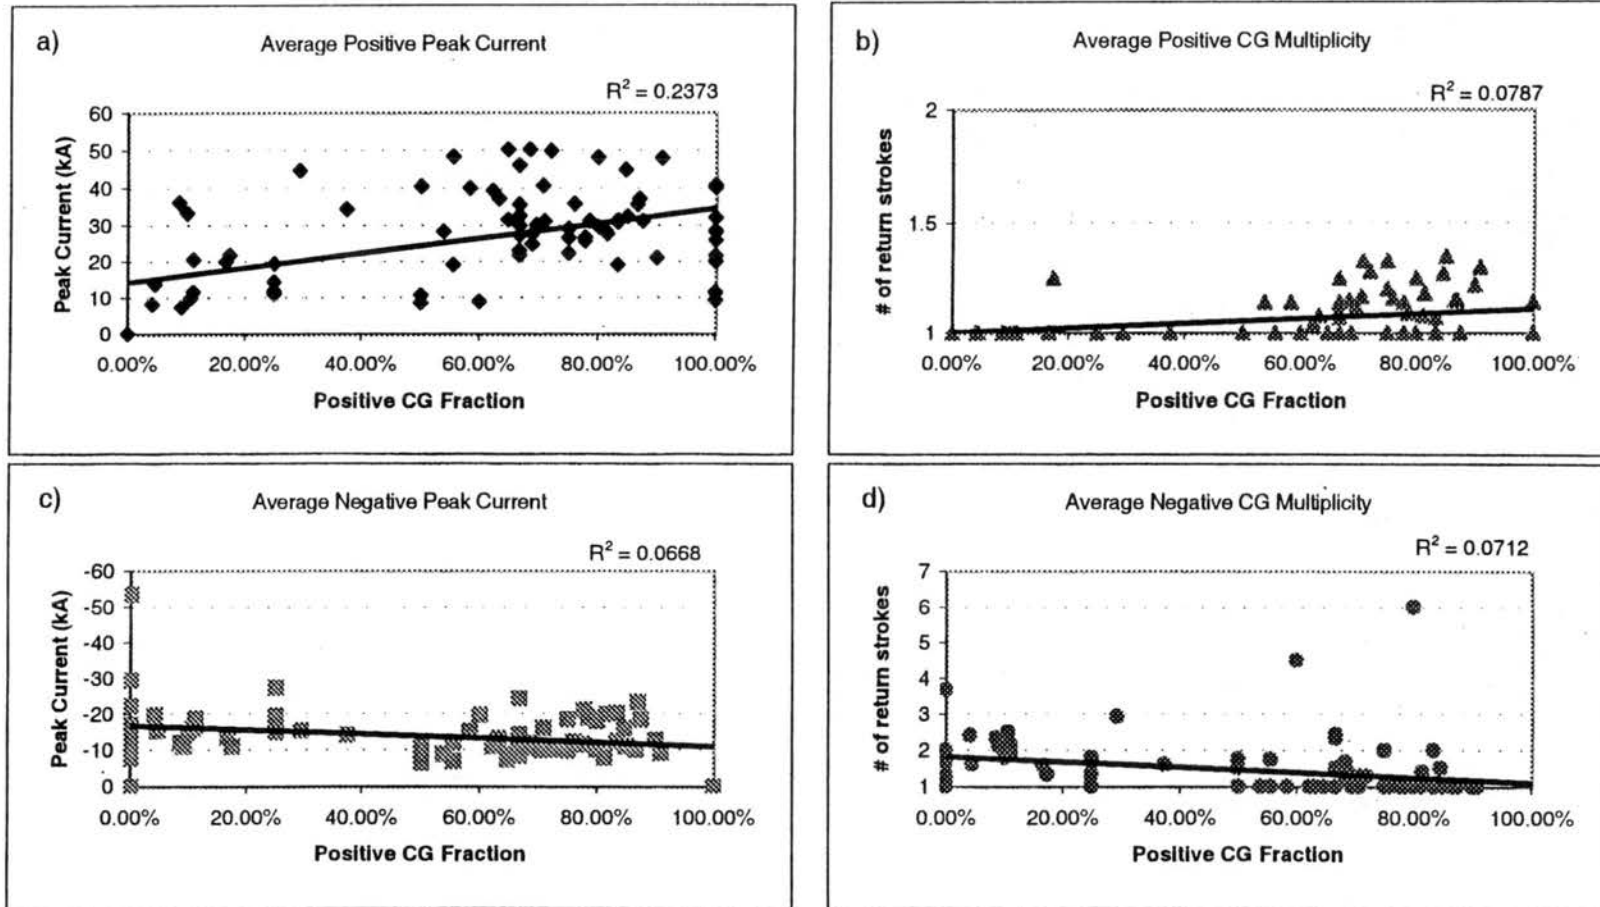 a)
Average Positive Peak Current
R² = 0.2373
Peak Current (kA)
60
50
40
30
20
10
0
0.00% 20.00% 40.00% 60.00% 80.00% 100.00%
Positive CG Fraction
b)
Average Positive CG Multiplicity
R² = 0.0787
# of return strokes
2
1.5
1
0.00% 20.00% 40.00% 60.00% 80.00% 100.00%
Positive CG Fraction
c)
Average Negative Peak Current
R² = 0.0668
Peak Current (kA)
-60
-50
-40
-30
-20
-10
0
0.00% 20.00% 40.00% 60.00% 80.00% 100.00%
Positive CG Fraction
d)
Average Negative CG Multiplicity
R² = 0.0712
# of return strokes
7
6
5
4
3
2
1
0.00% 20.00% 40.00% 60.00% 80.00% 100.00%
Positive CG Fraction